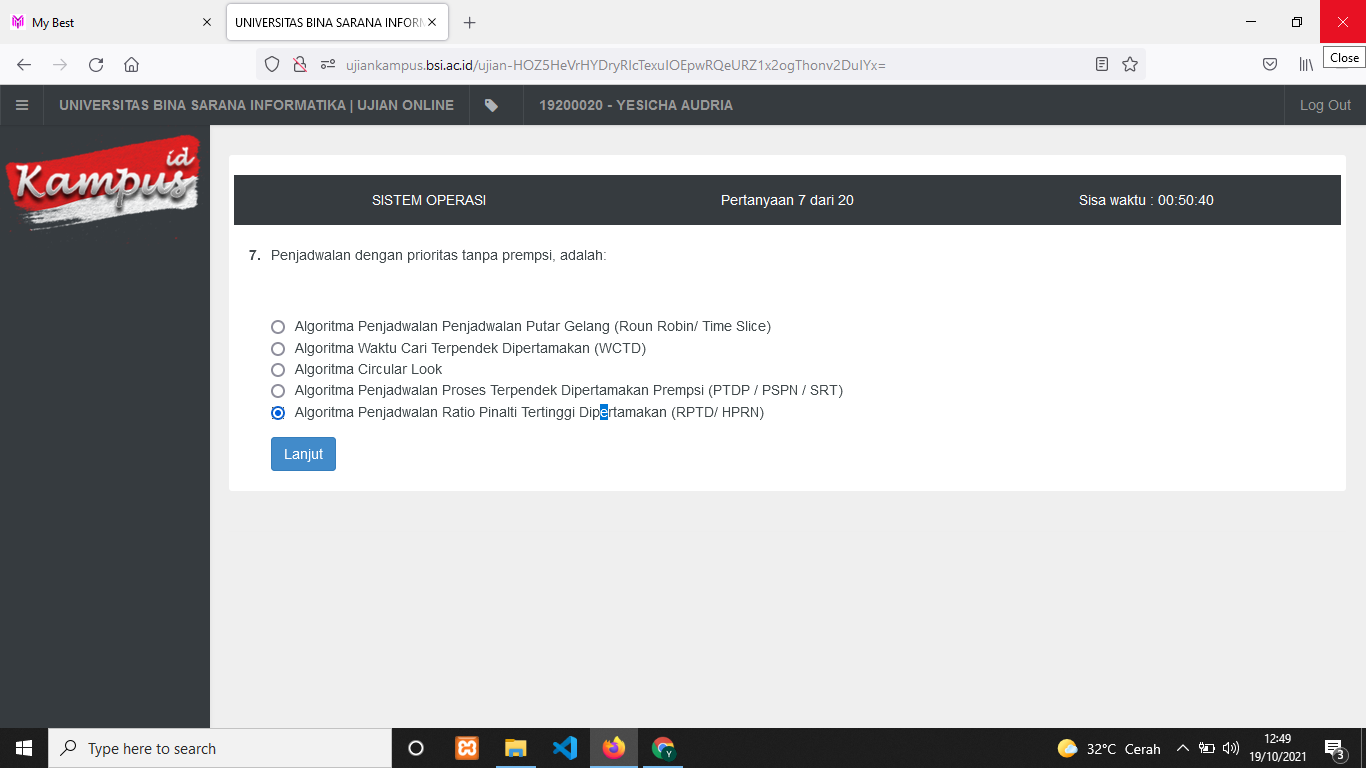 My Best
UNIVERSITAS BINA SARANA INFORM
Close
ujiankampus.bsi.ac.id/ujian-HOZ5HeVrHYDryRIcTexuIOEpwRQeURZ1x2ogThonv2DuIYx=
UNIVERSITAS BINA SARANA INFORMATIKA | UJIAN ONLINE
19200020 - YESICHA AUDRIA
Log Out
Kampus id
SISTEM OPERASI
Pertanyaan 7 dari 20
Sisa waktu : 00:50:40
7. Penjadwalan dengan prioritas tanpa prempsi, adalah:
Algoritma Penjadwalan Penjadwalan Putar Gelang (Roun Robin/ Time Slice)
Algoritma Waktu Cari Terpendek Dipertamakan (WCTD)
Algoritma Circular Look
Algoritma Penjadwalan Proses Terpendek Dipertamakan Prempsi (PTDP / PSPN / SRT)
Algoritma Penjadwalan Ratio Pinalti Tertinggi Dipertamakan (RPTD/ HPRN)
Lanjut
Type here to search
Y
32°C Cerah
12:49
19/10/2021
3